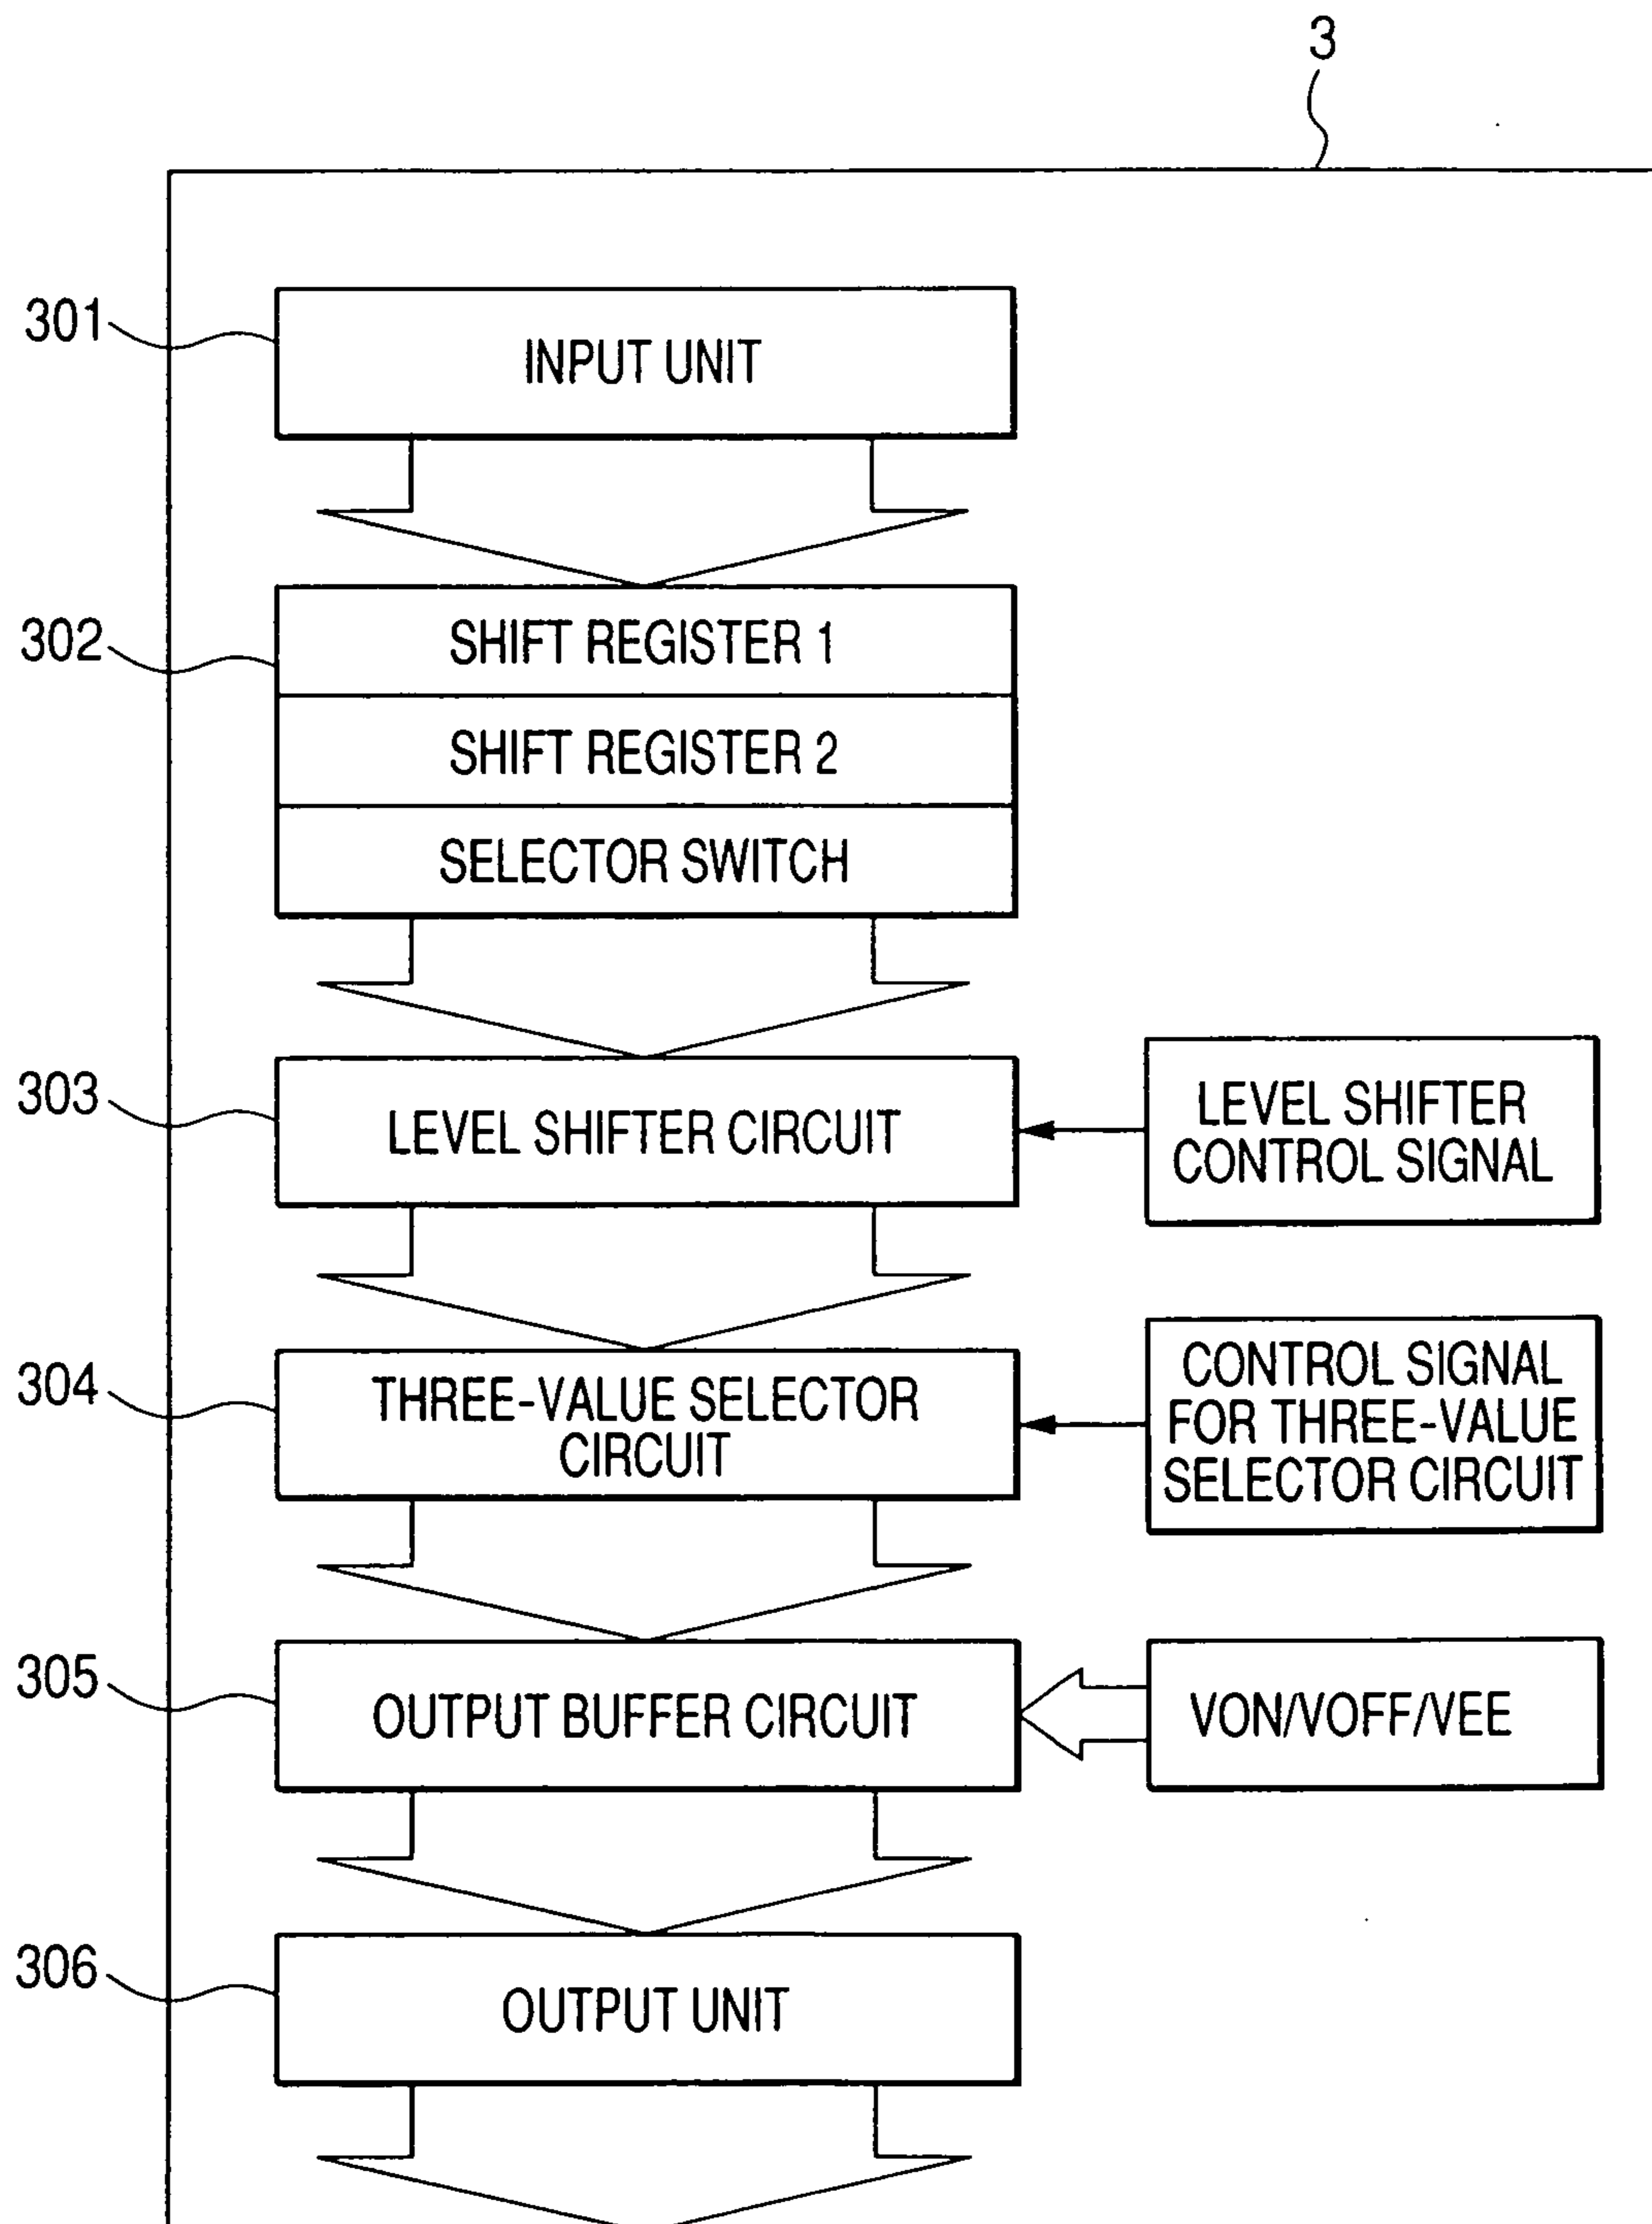 3
301
INPUT UNIT
302
SHIFT REGISTER 1
SHIFT REGISTER 2
SELECTOR SWITCH
303
LEVEL SHIFTER CIRCUIT
LEVEL SHIFTER
CONTROL SIGNAL
304
THREE-VALUE SELECTOR
CIRCUIT
CONTROL SIGNAL
FOR THREE-VALUE
SELECTOR CIRCUIT
305
OUTPUT BUFFER CIRCUIT
VON/VOFF/VEE
306
OUTPUT UNIT